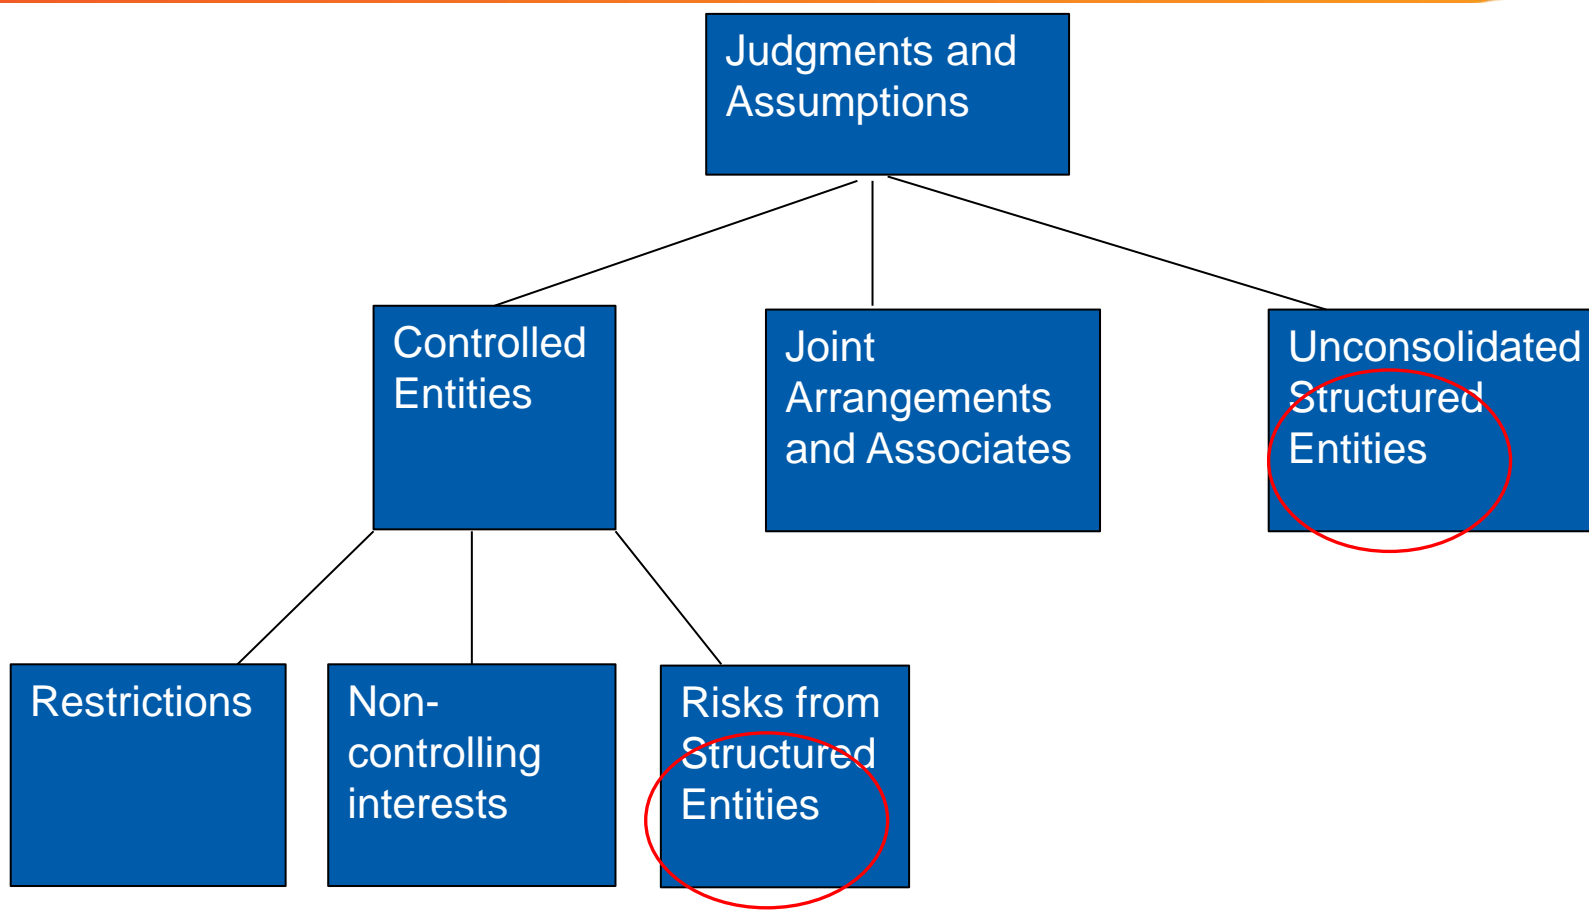 Judgments and
Assumptions
Controlled
Entities
Joint
Arrangements
and Associates
Unconsolidated
Structured
Entities
Restrictions
Non-
controlling
interests
Risks from
Structured
Entities